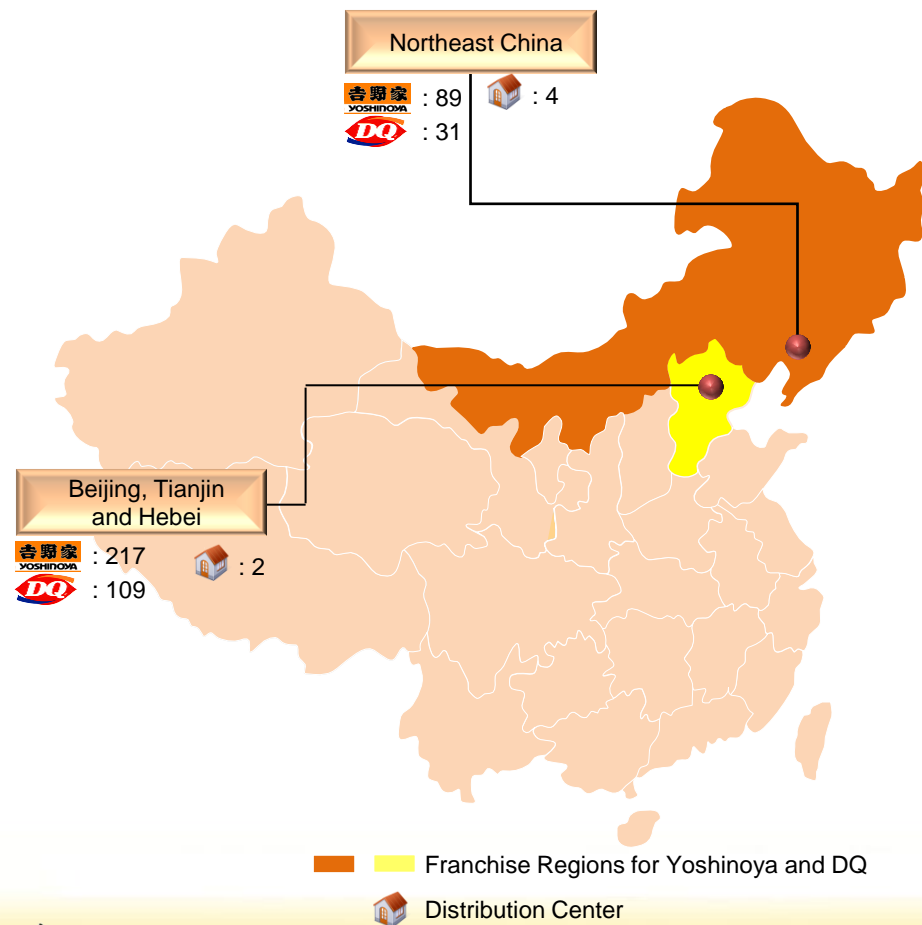 Northeast China
吉野家
YOSHINOYA
: 89
: 4
DQ
: 31
Beijing, Tianjin
and Hebei
吉野家
YOSHINOYA
: 217
: 2
DQ
: 109
Franchise Regions for Yoshinoya and DQ
Distribution Center